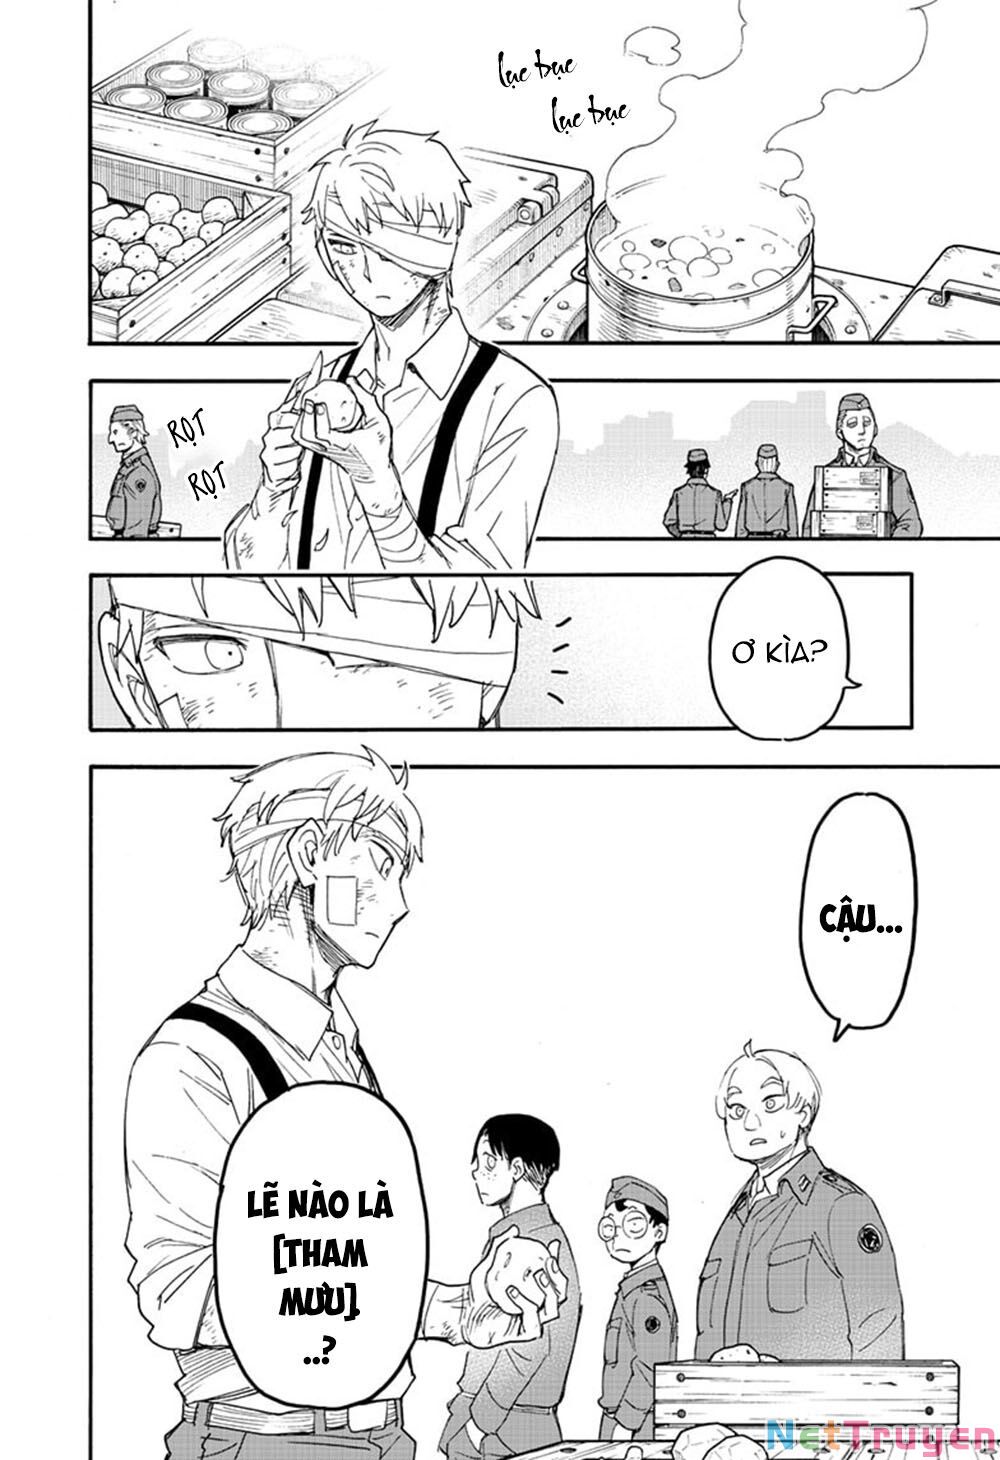 lục bục
lục bục
RỌT
RỌT
Ơ KÌA?
CẬU...
LẼ NÀO LÀ
[THAM
MƯU]
..?
NetTruyen